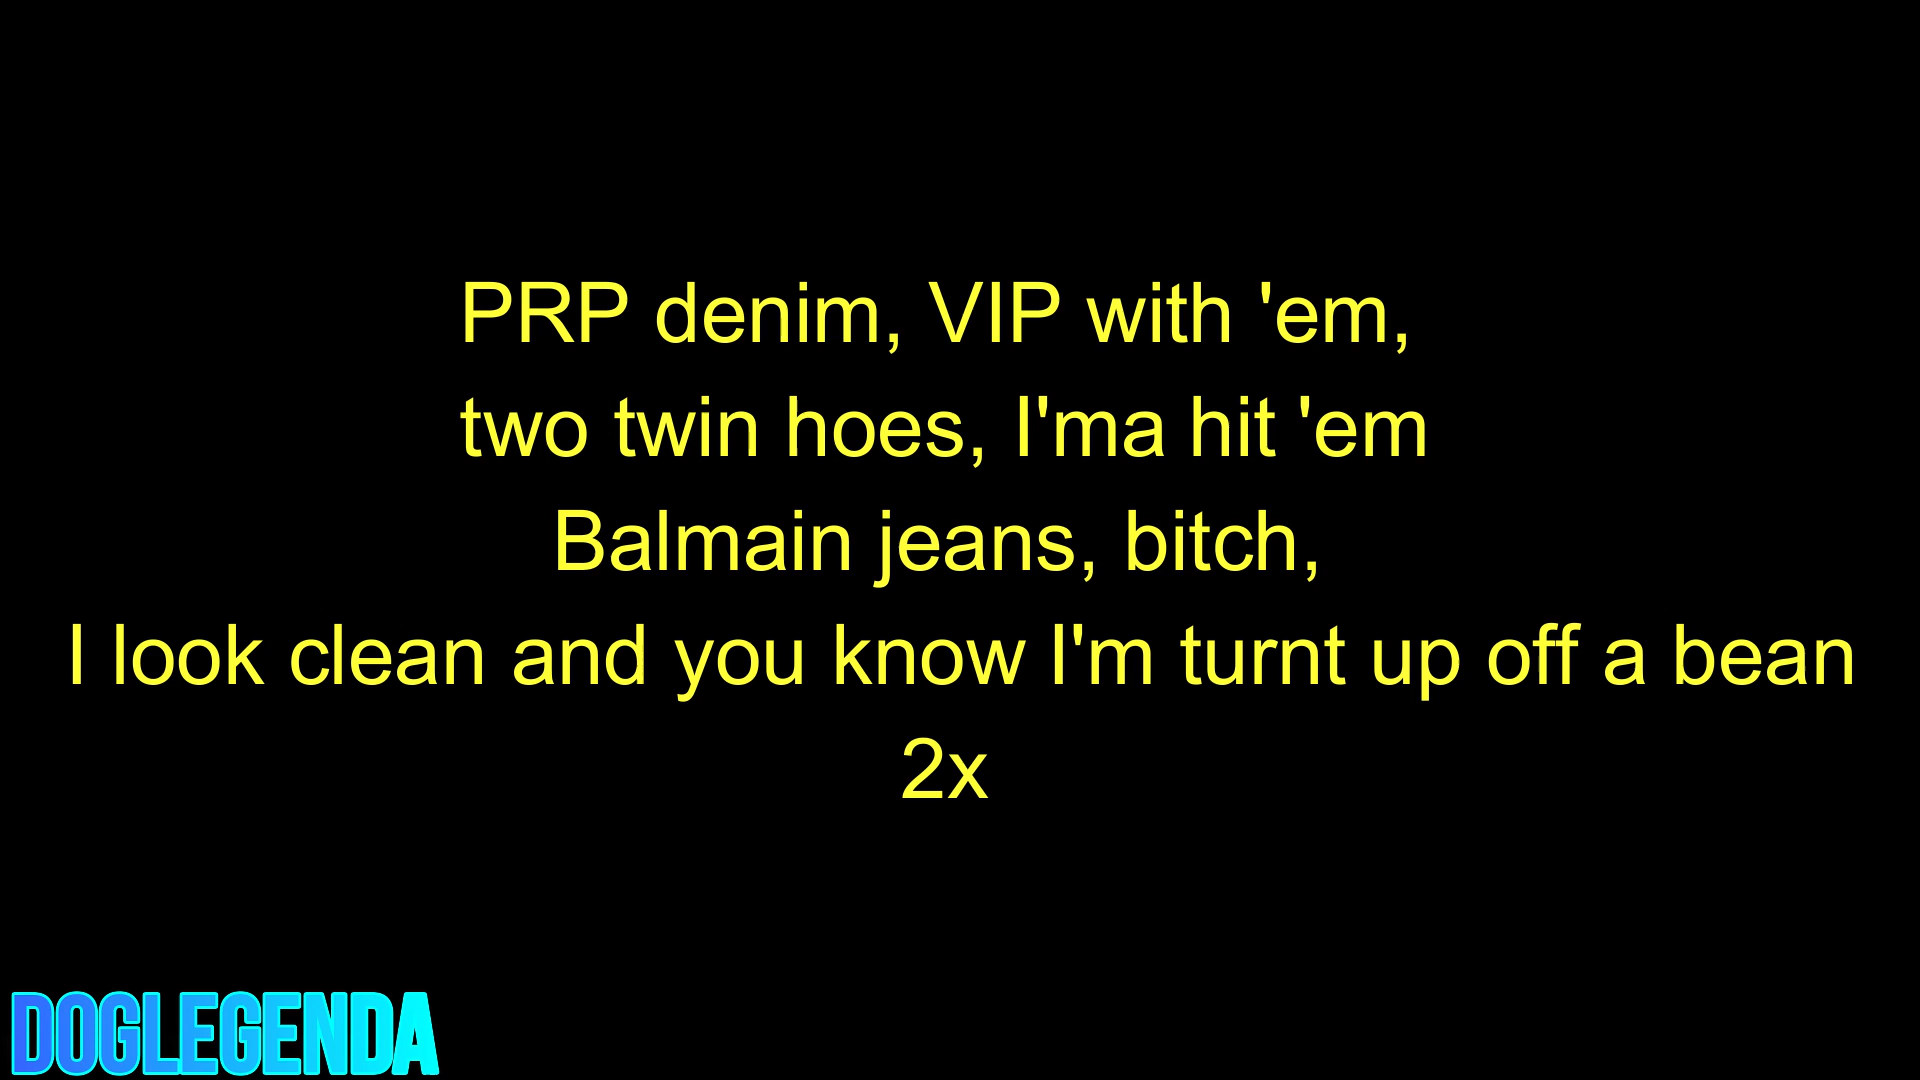 PRP denim, VIP with 'em,
two twin hoes, I'ma hit 'em
Balmain jeans, bitch,
I look clean and you know I'm turnt up off a bean
2x
DOGLEGENDA